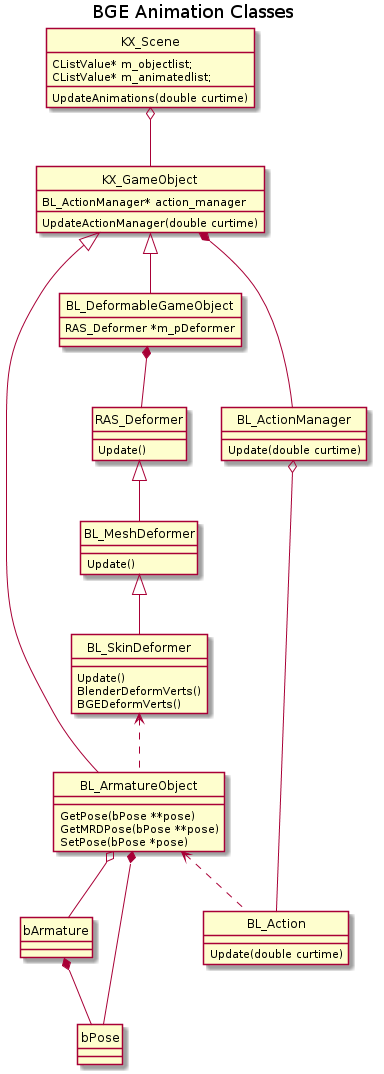 BGE Animation Classes
KX_Scene
CListValue* m_objectlist;
CListValue* m_animatedlist;
UpdateAnimations(double curtime)
KX_GameObject
BL_ActionManager* action_manager
UpdateActionManager(double curtime)
BL_DeformableGameObject
RAS_Deformer *m_pDeformer
RAS_Deformer
Update()
BL_ActionManager
Update(double curtime)
BL_MeshDeformer
Update()
BL_SkinDeformer
Update()
BlenderDeformVerts()
BGEDeformVerts()
BL_ArmatureObject
GetPose(bPose **pose)
GetMRDPose(bPose **pose)
SetPose(bPose *pose)
bArmature
BL_Action
Update(double curtime)
bPose